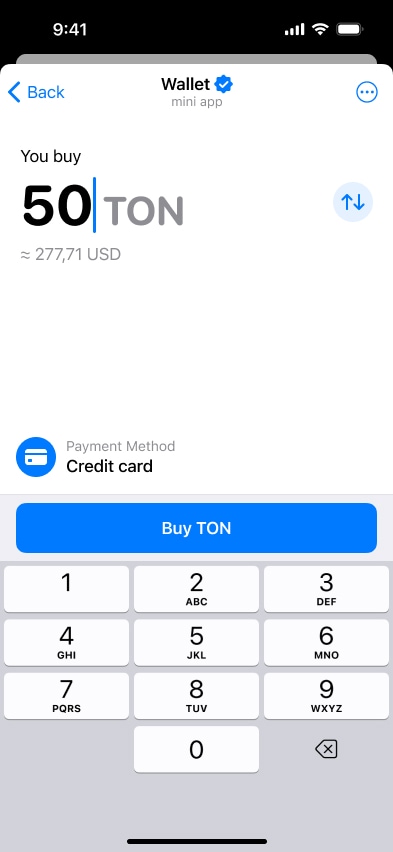 9:41
Back
Wallet
mini app
You buy
50 TON
≈ 277,71 USD
Payment Method
Credit card
Buy TON
1
2
ABC
3
DEF
4
GHI
5
JKL
6
MNO
7
PQRS
8
TUV
9
WXYZ
0